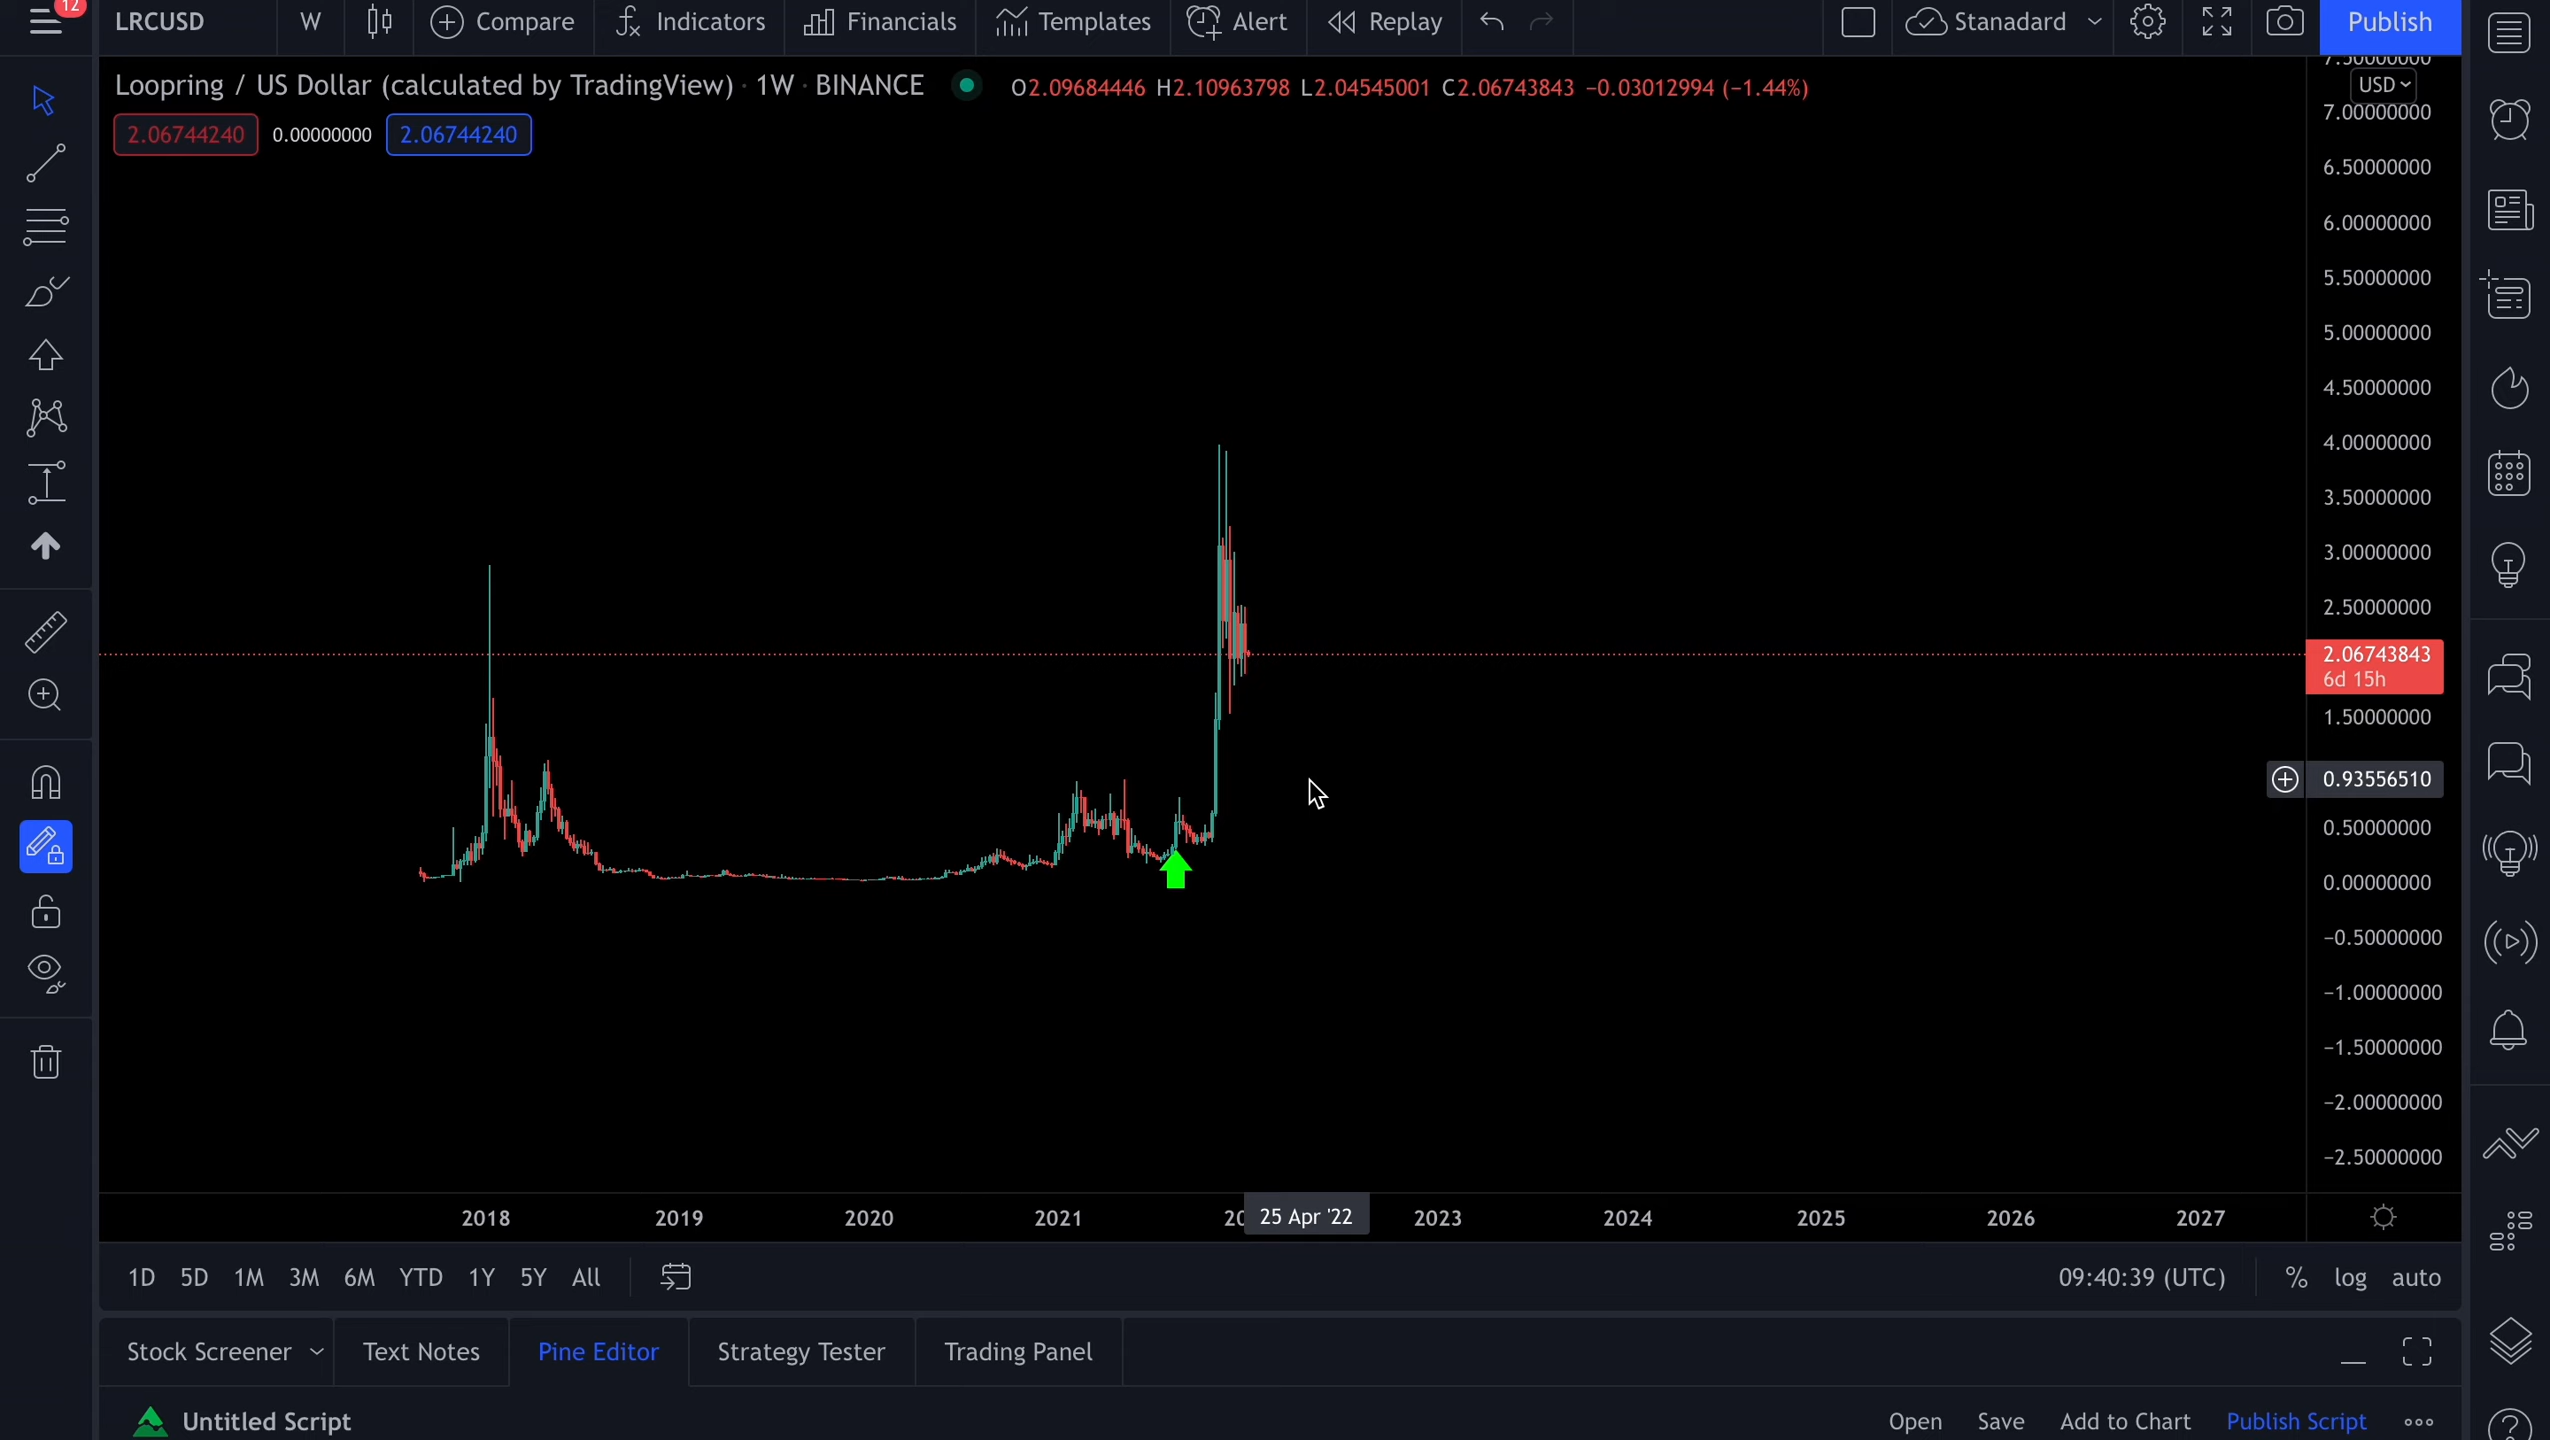 12
LRCUSD W Compare Indicators Financials Templates Alert Replay Stanadard Publish
Loopring / US Dollar (calculated by TradingView) · 1W · BINANCE O2.09684446 H2.10963798 L2.04545001 C2.06743843 −0.03012994 (−1.44%)
2.06744240 0.00000000 2.06744240
7.50000000
USD
7.00000000
6.50000000
6.00000000
5.50000000
5.00000000
4.50000000
4.00000000
3.50000000
3.00000000
2.50000000
2.06743843
6d 15h
1.50000000
0.93556510
0.50000000
0.00000000
−0.50000000
−1.00000000
−1.50000000
−2.00000000
−2.50000000
2018 2019 2020 2021 20 25 Apr '22 2023 2024 2025 2026 2027
1D 5D 1M 3M 6M YTD 1Y 5Y All 09:40:39 (UTC) % log auto
Stock Screener Text Notes Pine Editor Strategy Tester Trading Panel
Untitled Script Open Save Add to Chart Publish Script